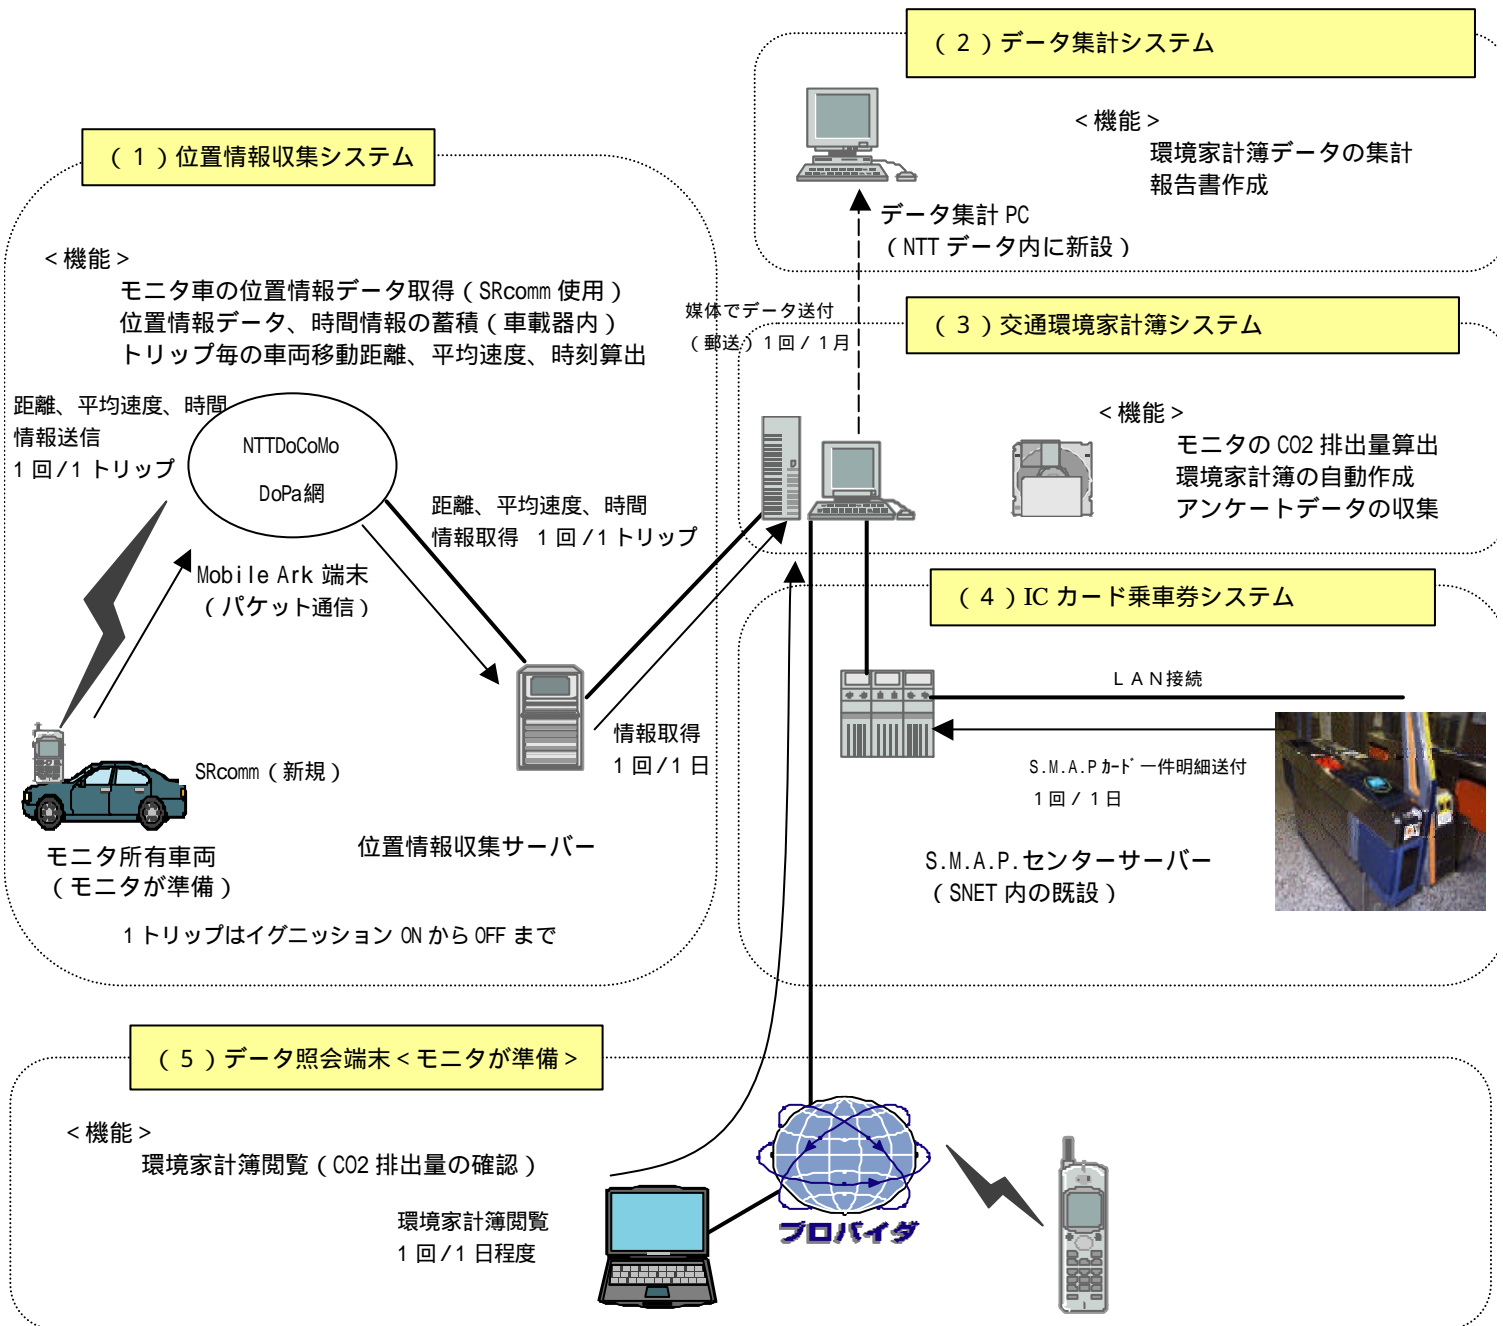 （１）位置情報収集システム
＜機能＞
モニタ車の位置情報データ取得（SRcomm 使用）
位置情報データ、時間情報の蓄積（車載器内）
トリップ毎の車両移動距離、平均速度、時刻算出
距離、平均速度、時間
情報送信
1 回/1 トリップ
NTTDoCoMo
DoPa網
距離、平均速度、時間
情報取得　1 回/1 トリップ
Mobile Ark 端末
（パケット通信）
SRcomm（新規）
情報取得
1 回/1 日
モニタ所有車両
（モニタが準備）
位置情報収集サーバー
1 トリップはイグニッション ON から OFF まで
（２）データ集計システム
＜機能＞
環境家計簿データの集計
報告書作成
データ集計 PC
（NTT データ内に新設）
媒体でデータ送付
（郵送）１回／１月
（３）交通環境家計簿システム
＜機能＞
モニタの CO2 排出量算出
環境家計簿の自動作成
アンケートデータの収集
（４）IC カード乗車券システム
ＬＡＮ接続
S.M.A.Pｶｰﾄﾞ一件明細送付
１回／１日
S.M.A.P.センターサーバー
（SNET 内の既設）
（５）データ照会端末＜モニタが準備＞
＜機能＞
環境家計簿閲覧（CO2 排出量の確認）
環境家計簿閲覧
1 回/1 日程度
プロバイダ